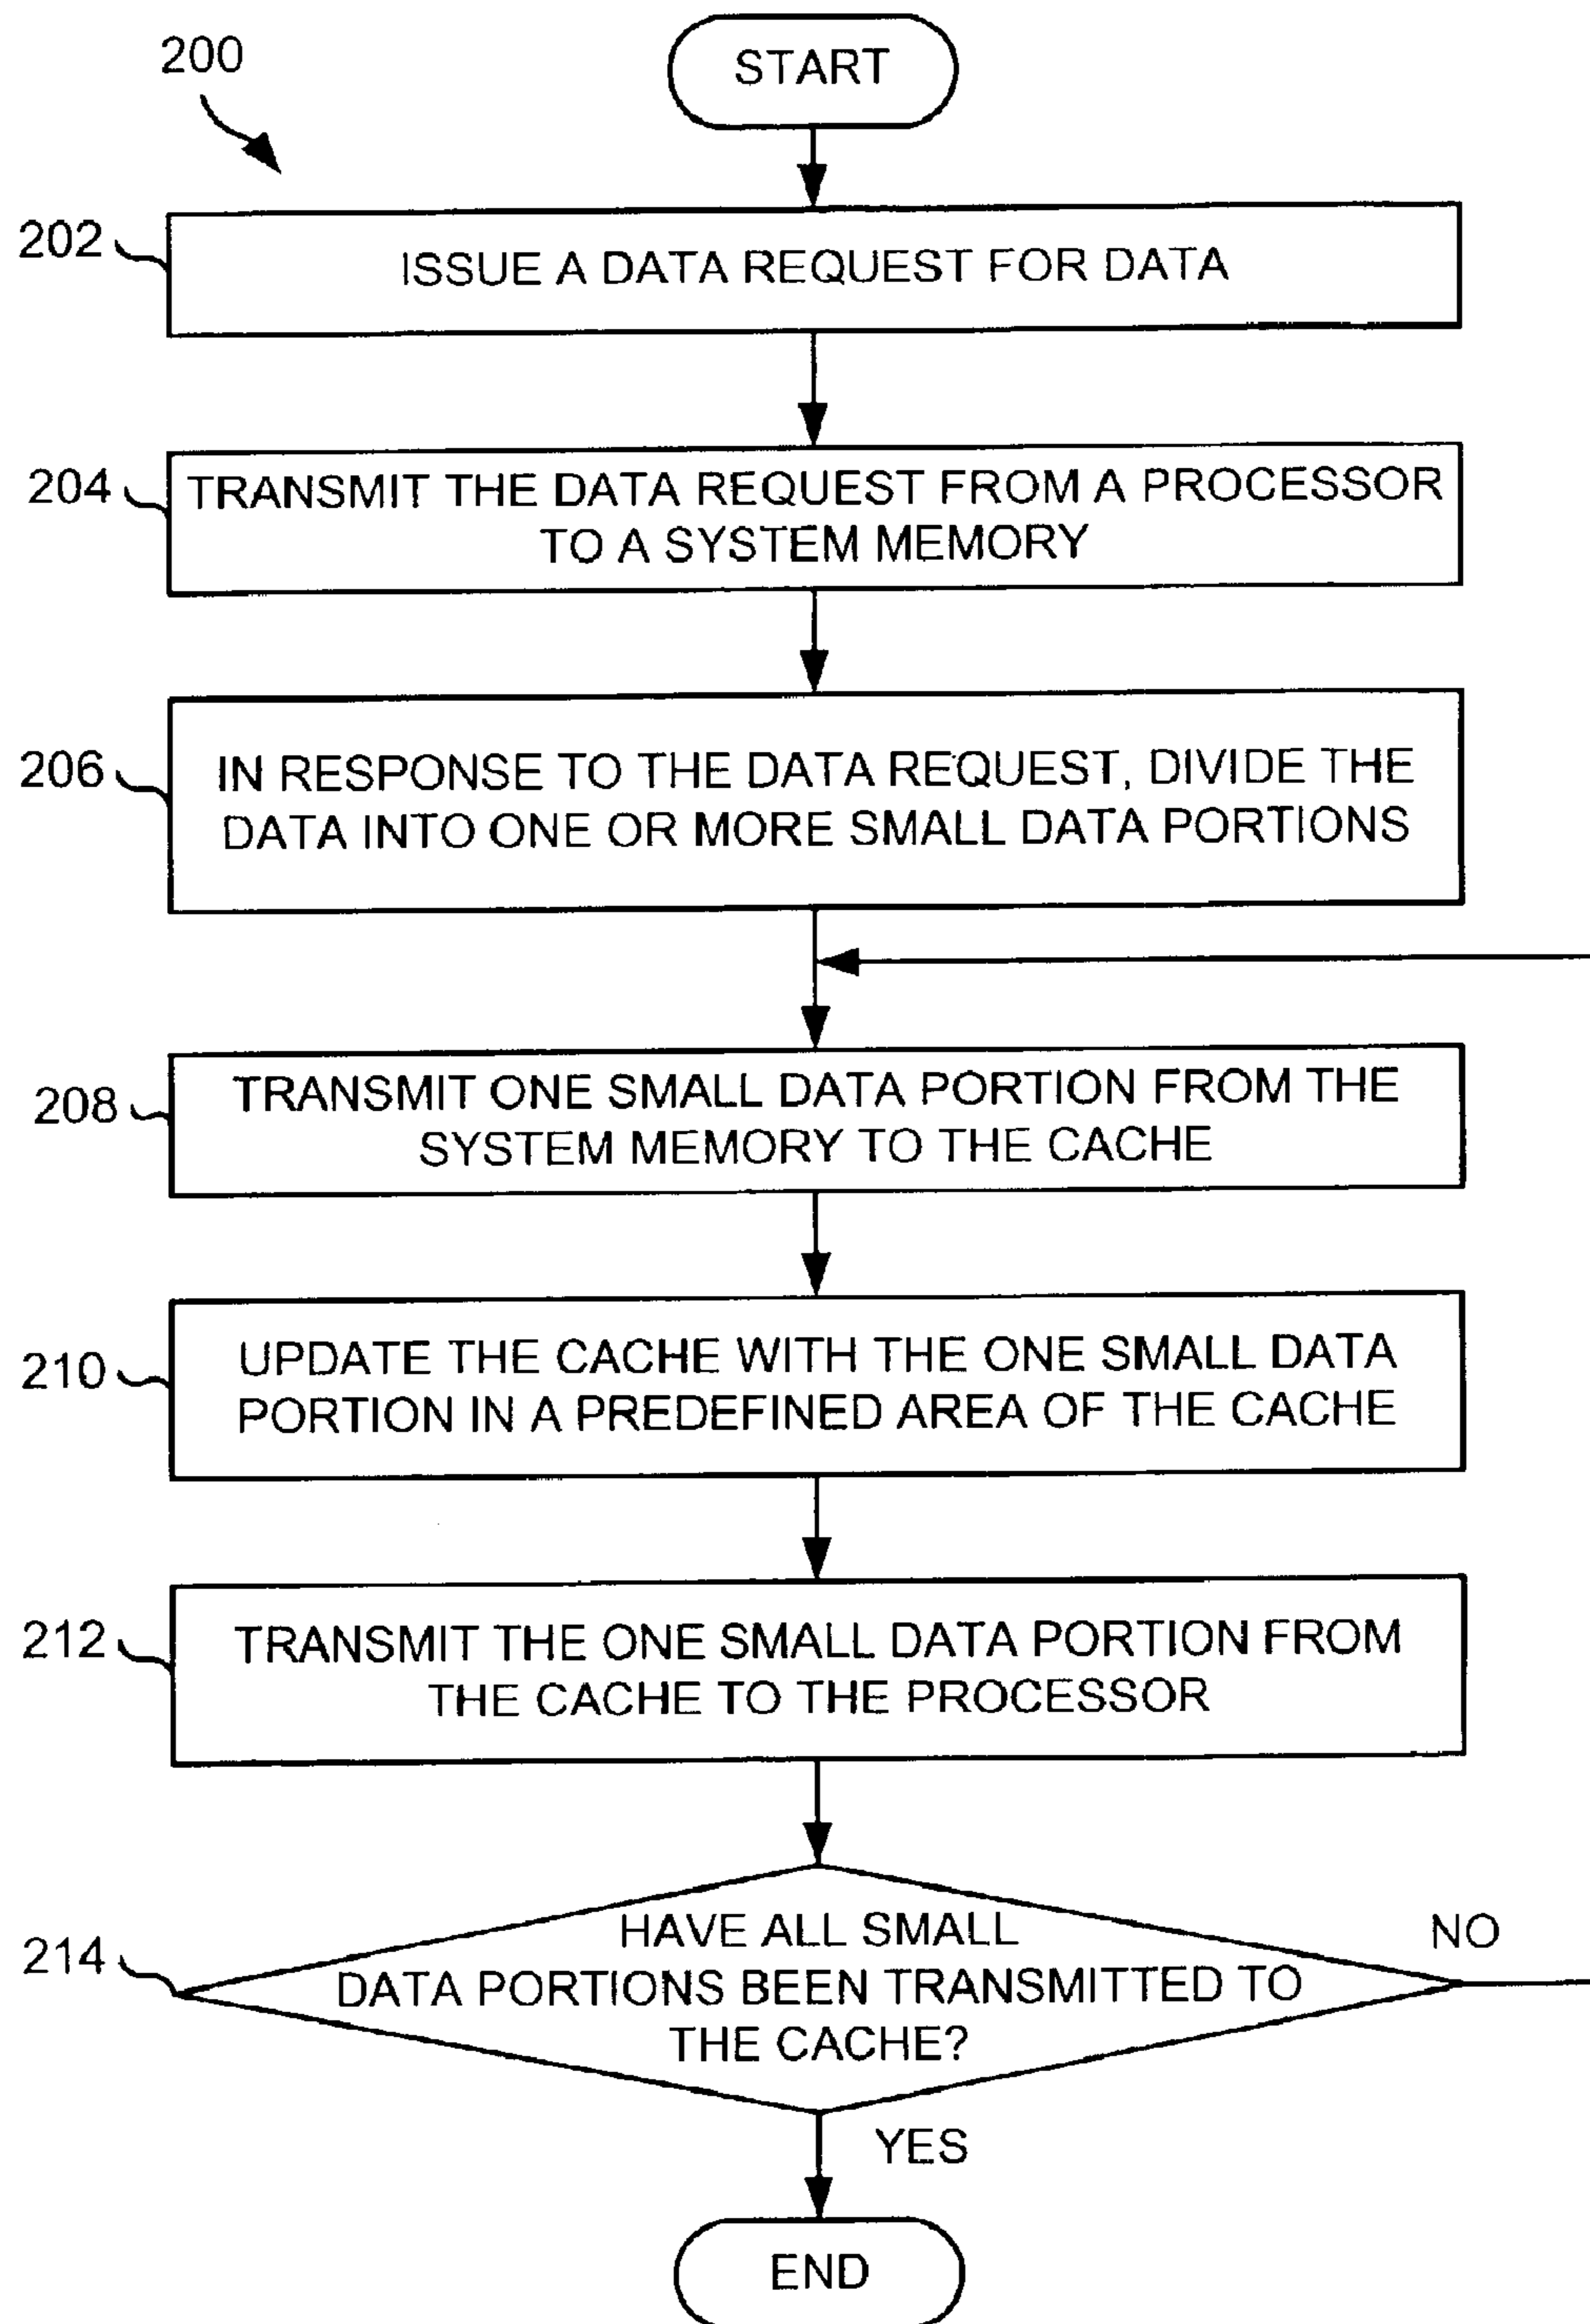 200
START
202
ISSUE A DATA REQUEST FOR DATA
204
TRANSMIT THE DATA REQUEST FROM A PROCESSOR
TO A SYSTEM MEMORY
206
IN RESPONSE TO THE DATA REQUEST, DIVIDE THE
DATA INTO ONE OR MORE SMALL DATA PORTIONS
208
TRANSMIT ONE SMALL DATA PORTION FROM THE
SYSTEM MEMORY TO THE CACHE
210
UPDATE THE CACHE WITH THE ONE SMALL DATA
PORTION IN A PREDEFINED AREA OF THE CACHE
212
TRANSMIT THE ONE SMALL DATA PORTION FROM
THE CACHE TO THE PROCESSOR
214
HAVE ALL SMALL
DATA PORTIONS BEEN TRANSMITTED TO
THE CACHE?
NO
YES
END